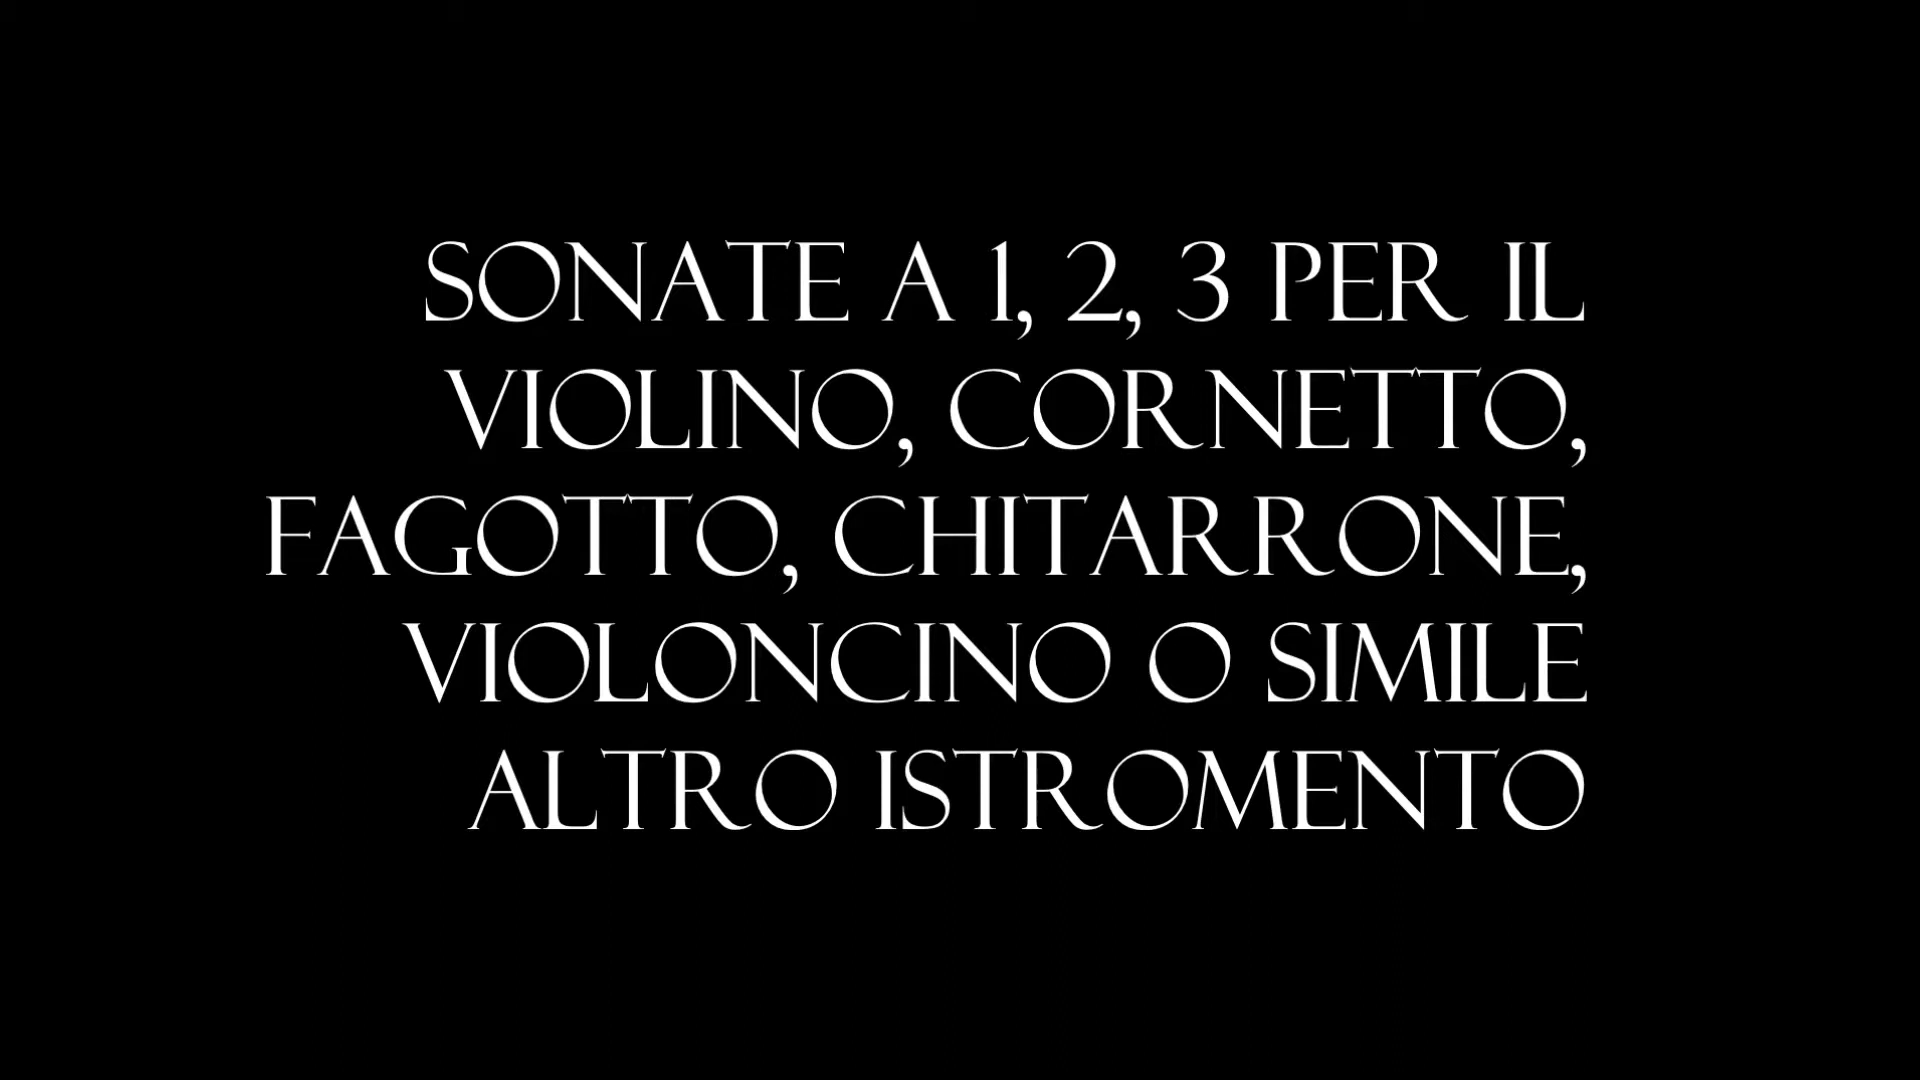 SONATE A 1, 2, 3 PER IL
VIOLINO, CORNETTO,
FAGOTTO, CHITARRONE,
VIOLONCINO O SIMILE
ALTRO ISTROMENTO